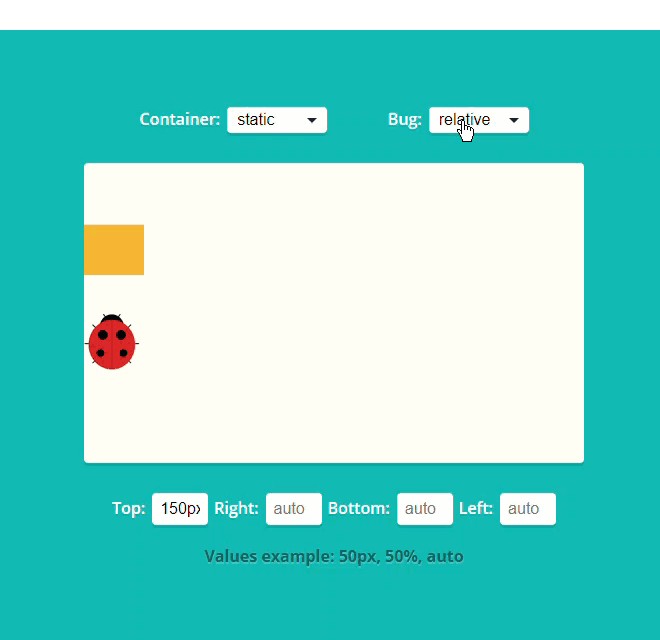 Container: static Bug: relative
Top: 150px Right: auto Bottom: auto Left: auto
Values example: 50px, 50%, auto